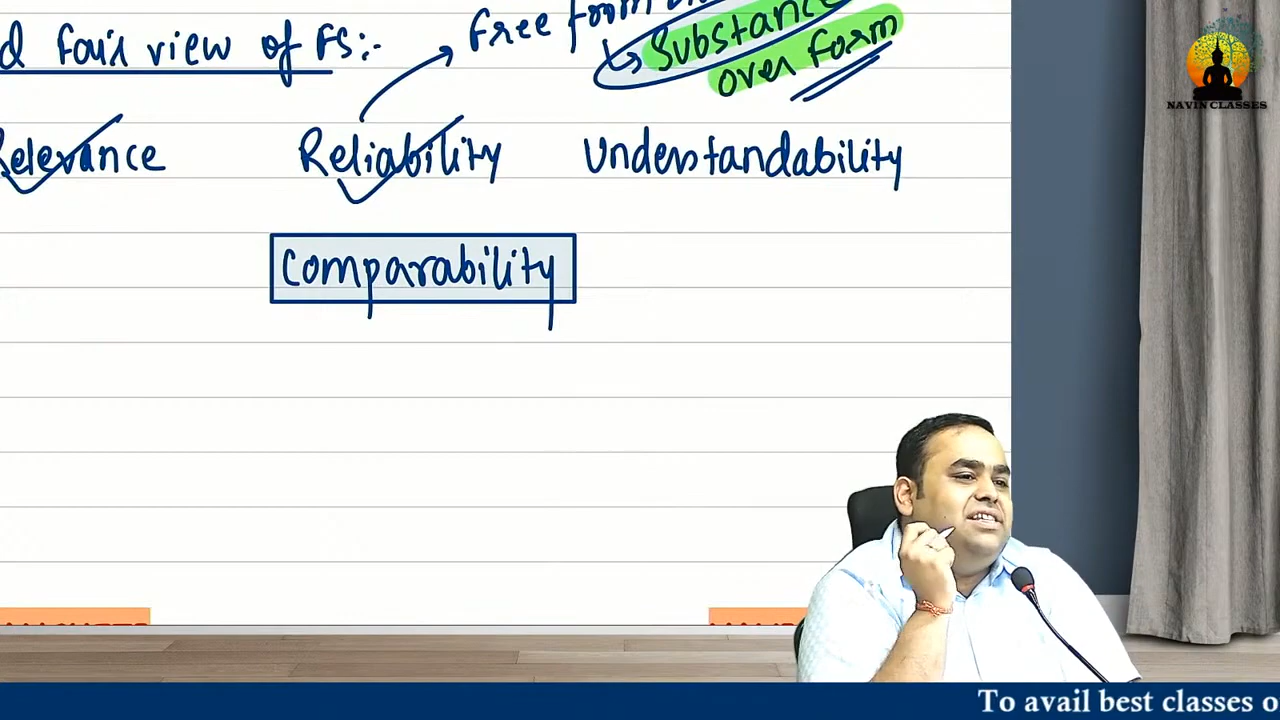 Free from
Substance
Fair view of FS:-
over Form
NAVIN CLASSES
Relevance Reliability Understandability
Comparability
To avail best classes o